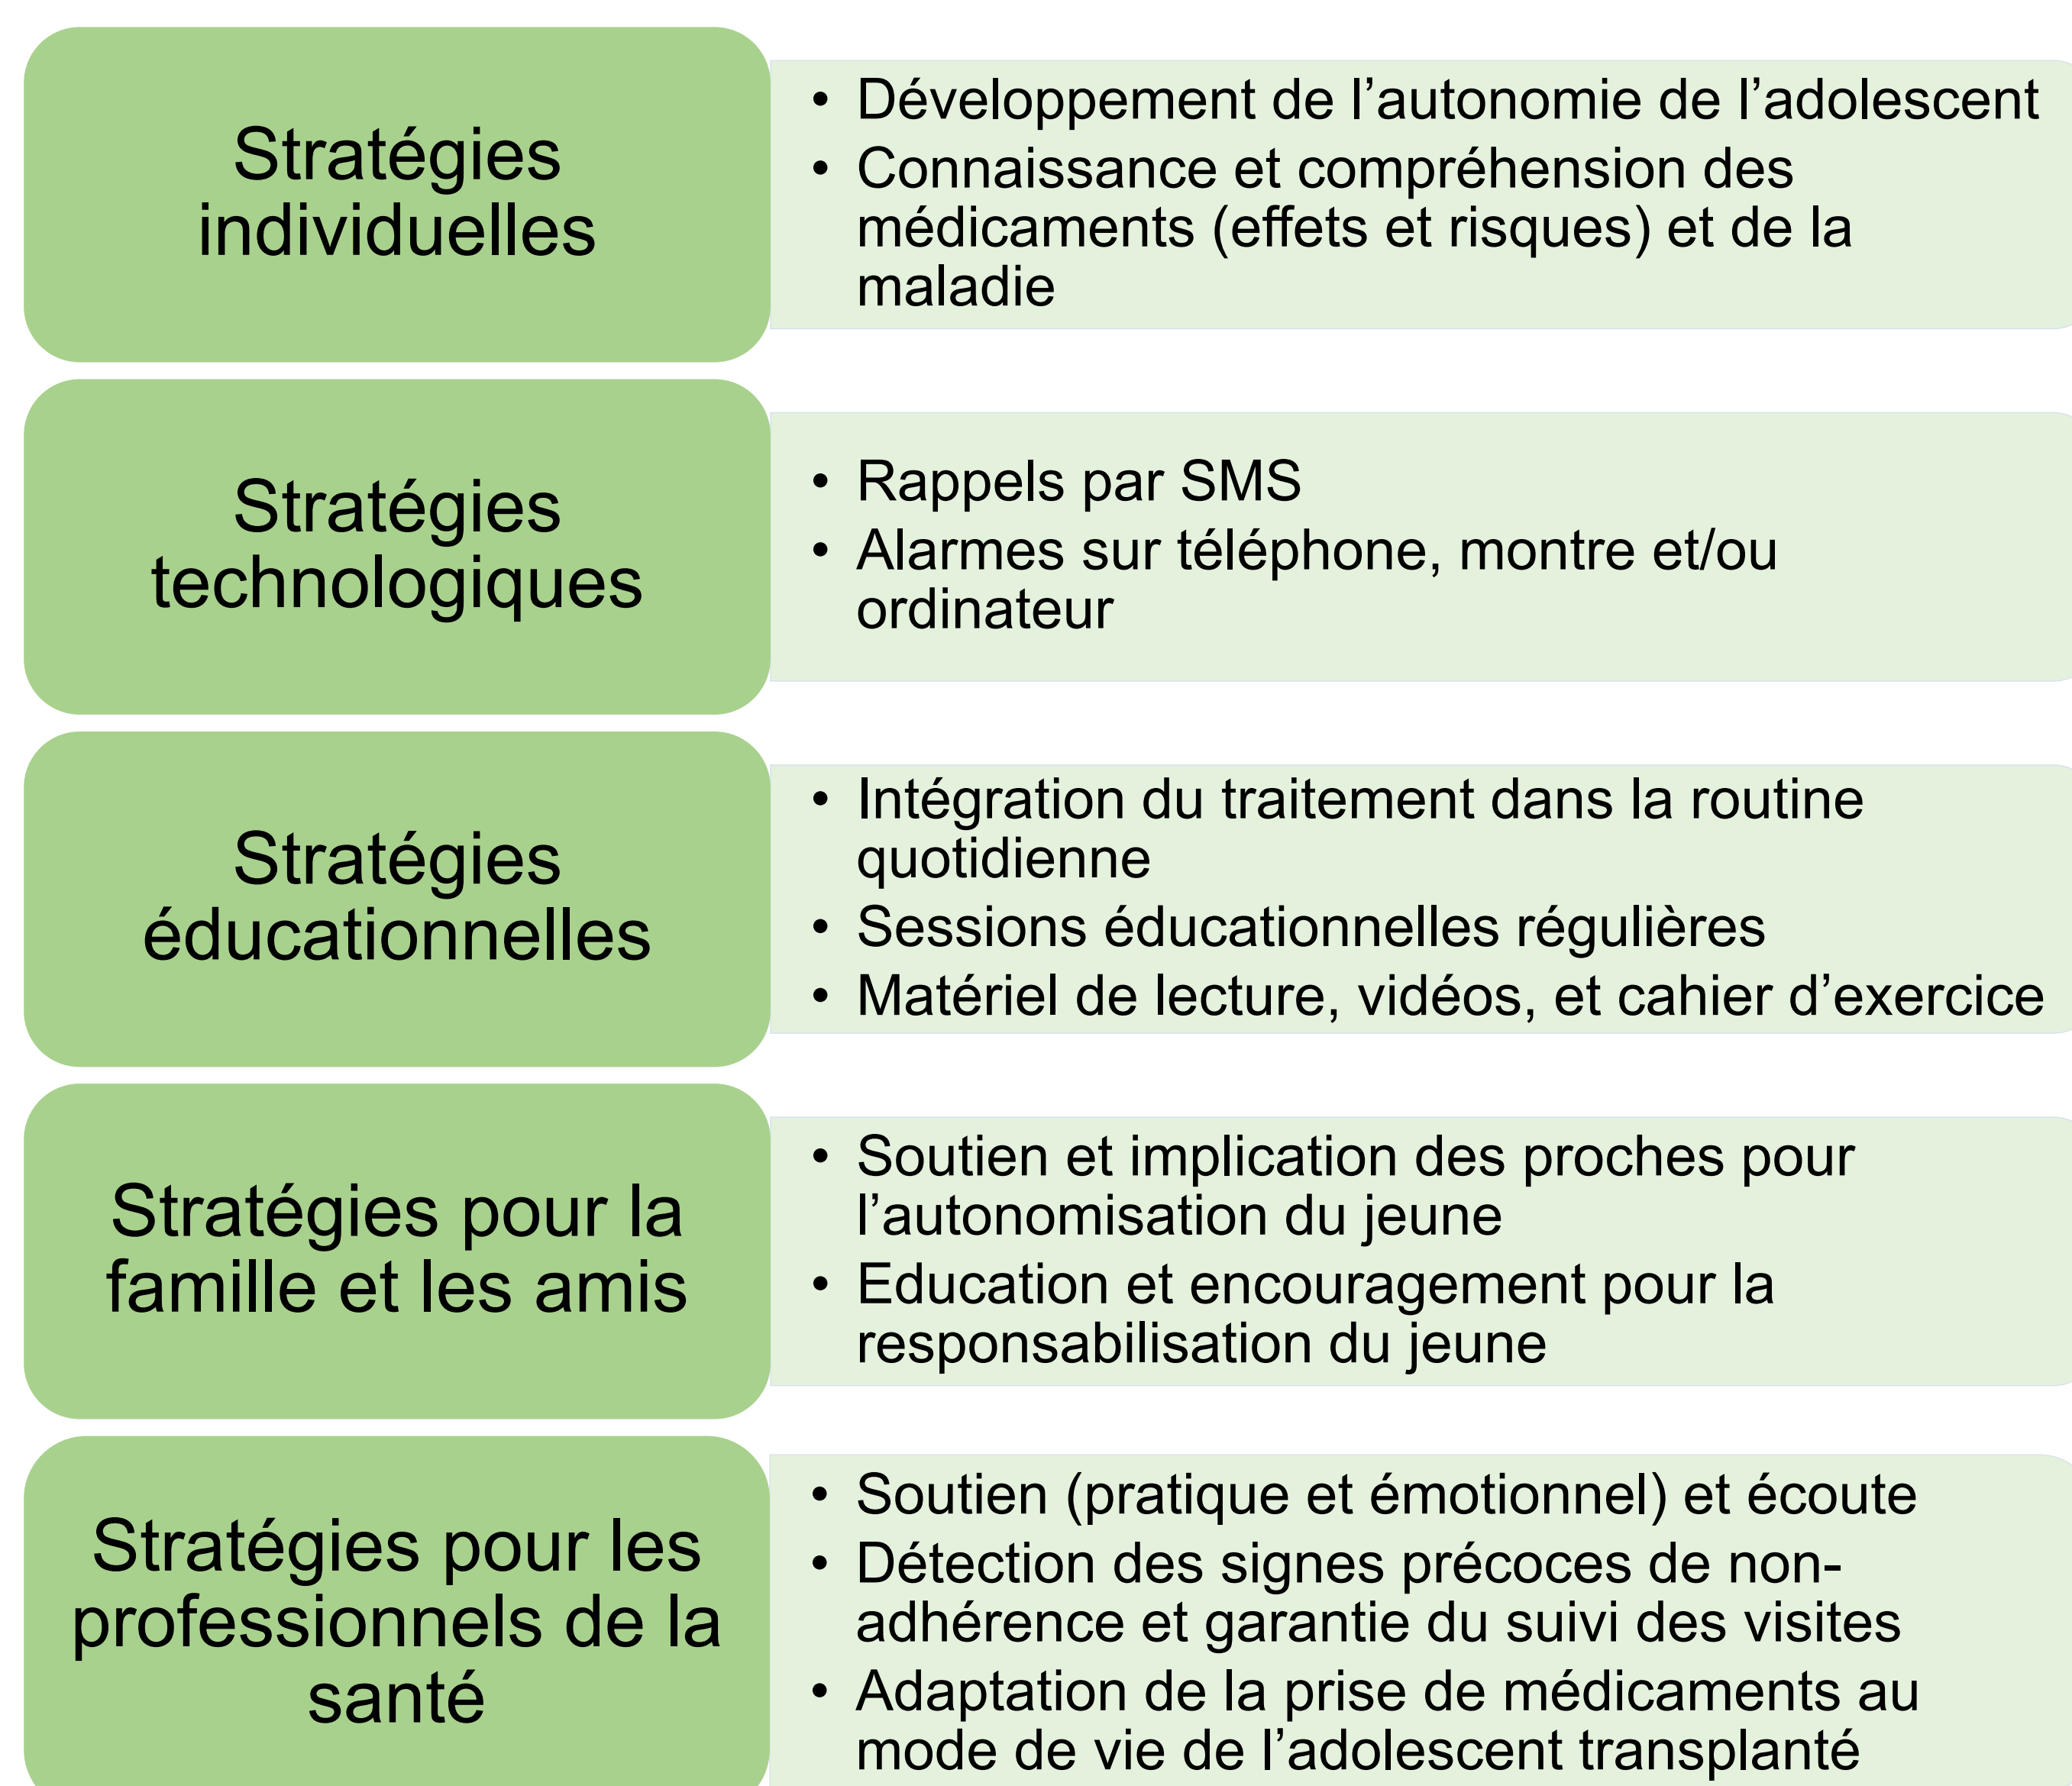 Stratégies
individuelles
• Développement de l’autonomie de l’adolescent
• Connaissance et compréhension des
médicaments (effets et risques) et de la
maladie
Stratégies
technologiques
• Rappels par SMS
• Alarmes sur téléphone, montre et/ou
ordinateur
Stratégies
éducationnelles
• Intégration du traitement dans la routine
quotidienne
• Sessions éducationnelles régulières
• Matériel de lecture, vidéos, et cahier d’exercice
Stratégies pour la
famille et les amis
• Soutien et implication des proches pour
l’autonomisation du jeune
• Education et encouragement pour la
responsabilisation du jeune
Stratégies pour les
professionnels de la
santé
• Soutien (pratique et émotionnel) et écoute
• Détection des signes précoces de non-
adhérence et garantie du suivi des visites
• Adaptation de la prise de médicaments au
mode de vie de l’adolescent transplanté